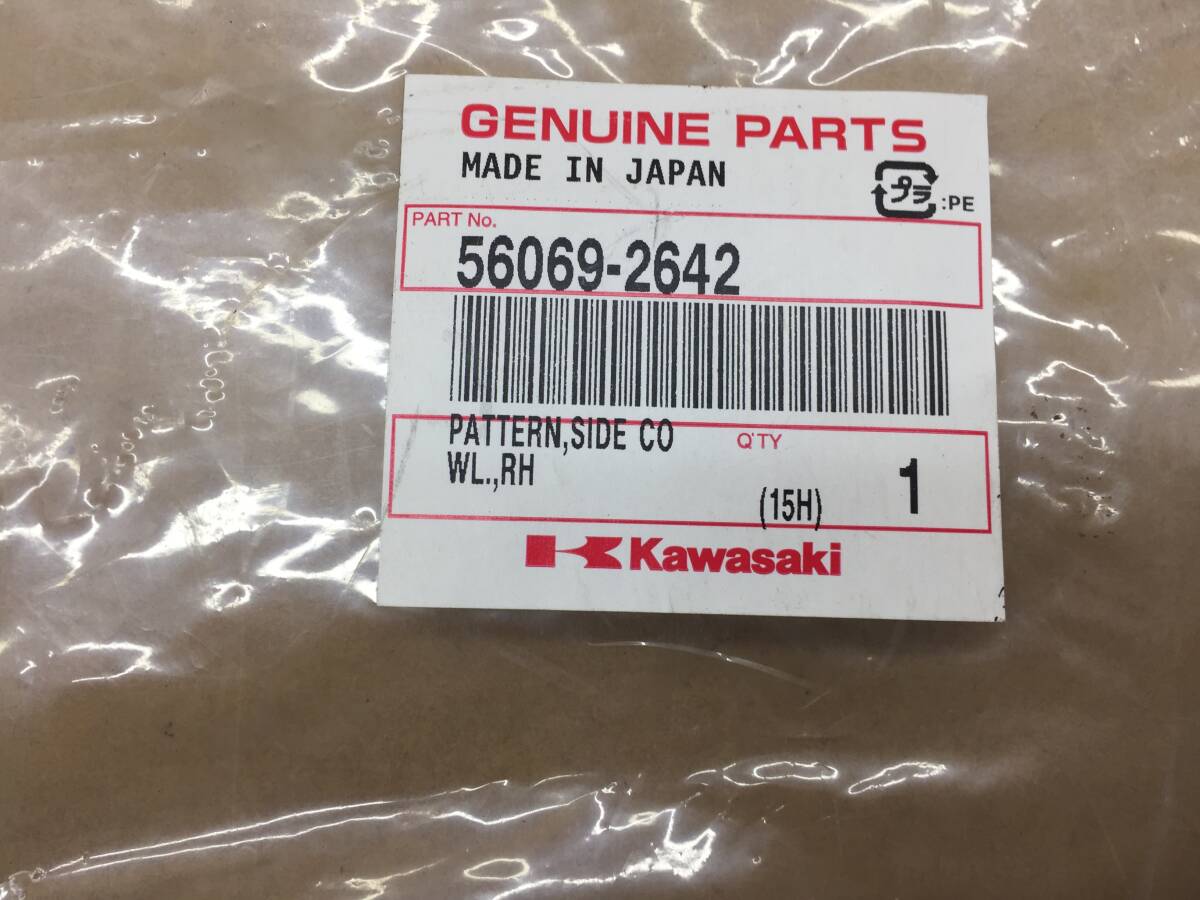 GENUINE PARTS
MADE IN JAPAN
プラ :PE
PART No.
56069-2642
PATTERN,SIDE CO
WL.,RH
Q'TY
(15H)
1
Kawasaki